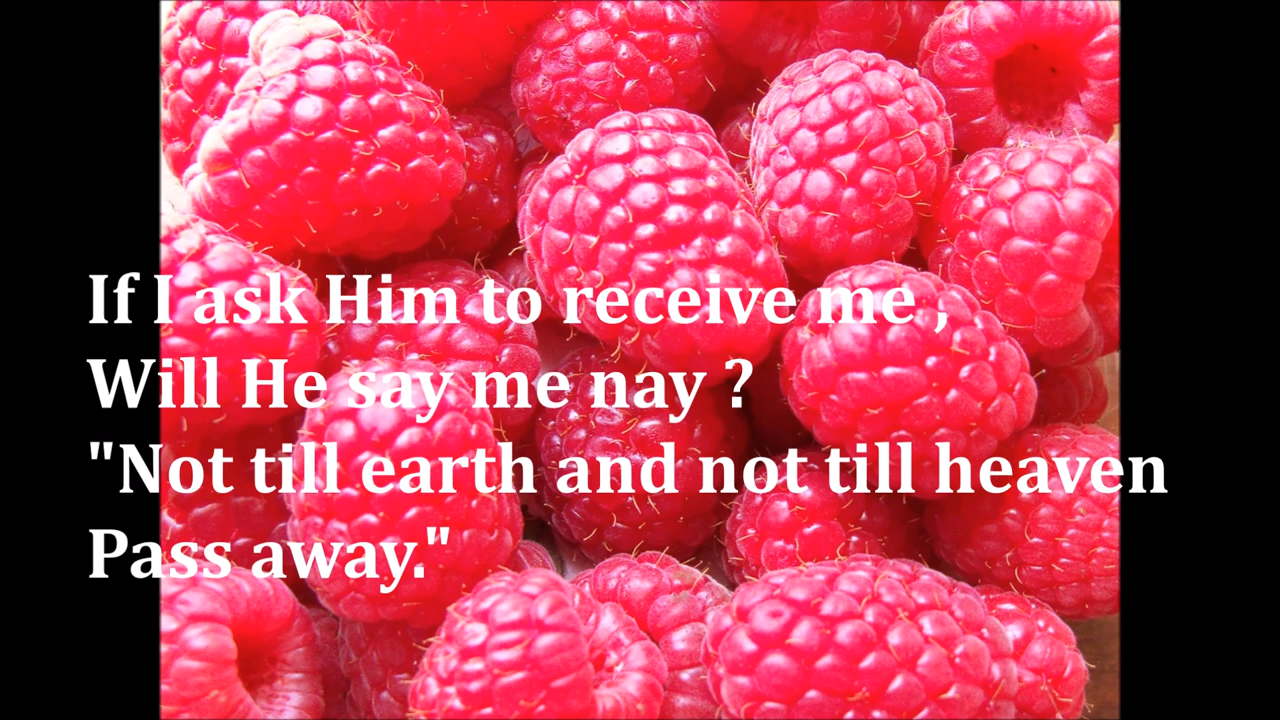 If I ask Him to receive me ,
Will He say me nay ?
"Not till earth and not till heaven
Pass away."